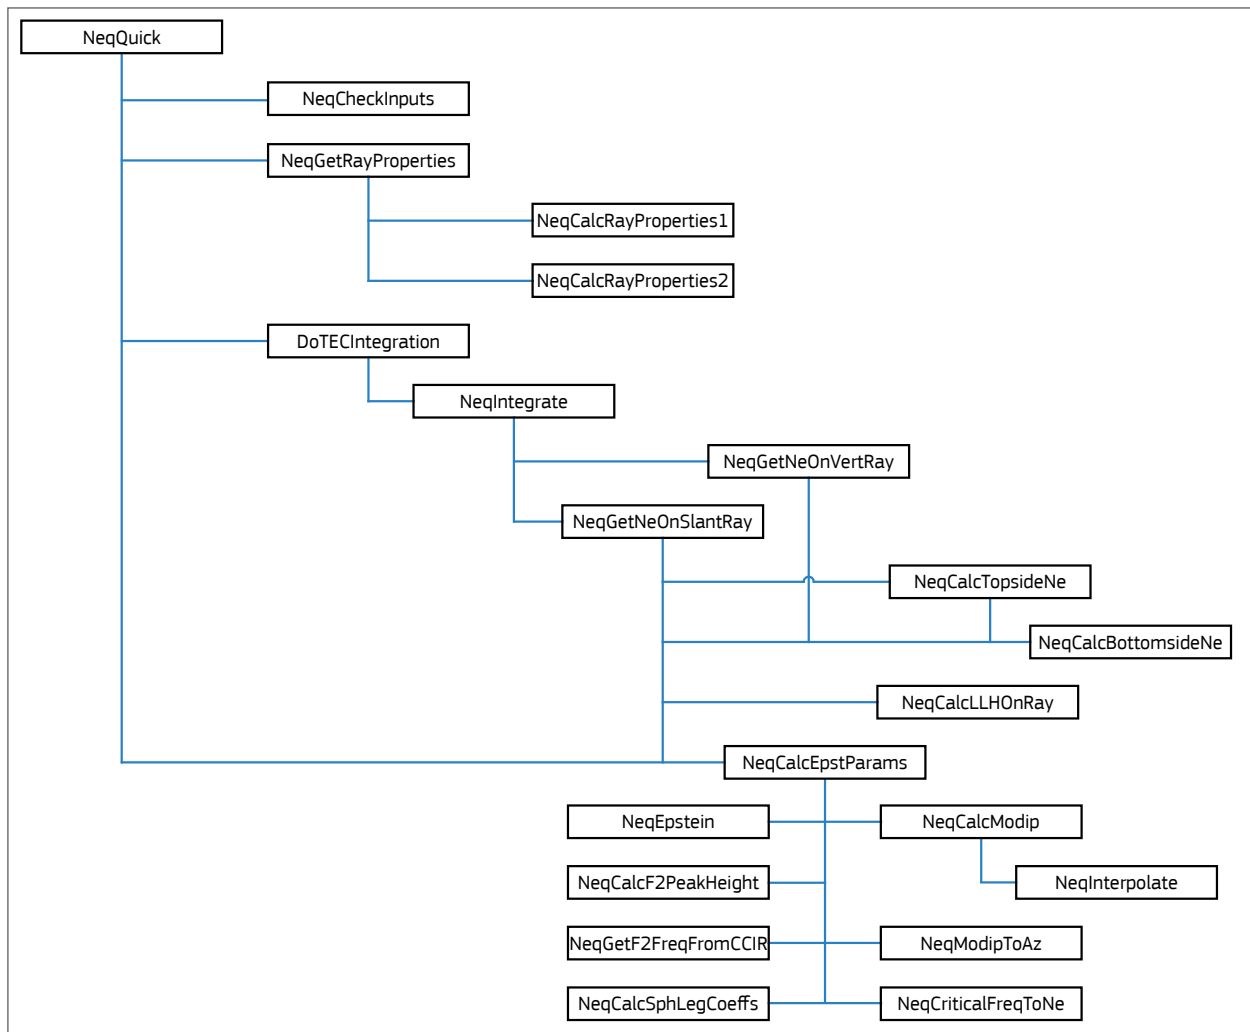 NeqQuick
NeqCheckInputs
NeqGetRayProperties
NeqCalcRayProperties1
NeqCalcRayProperties2
DoTECIntegration
NeqIntegrate
NeqGetNeOnVertRay
NeqGetNeOnSlantRay
NeqCalcTopsideNe
NeqCalcBottomsideNe
NeqCalcLLHOnRay
NeqCalcEpstParams
NeqEpstein
NeqCalcModip
NeqCalcF2PeakHeight
NeqInterpolate
NeqGetF2FreqFromCCIR
NeqModipToAz
NeqCalcSphLegCoeffs
NeqCriticalFreqToNe